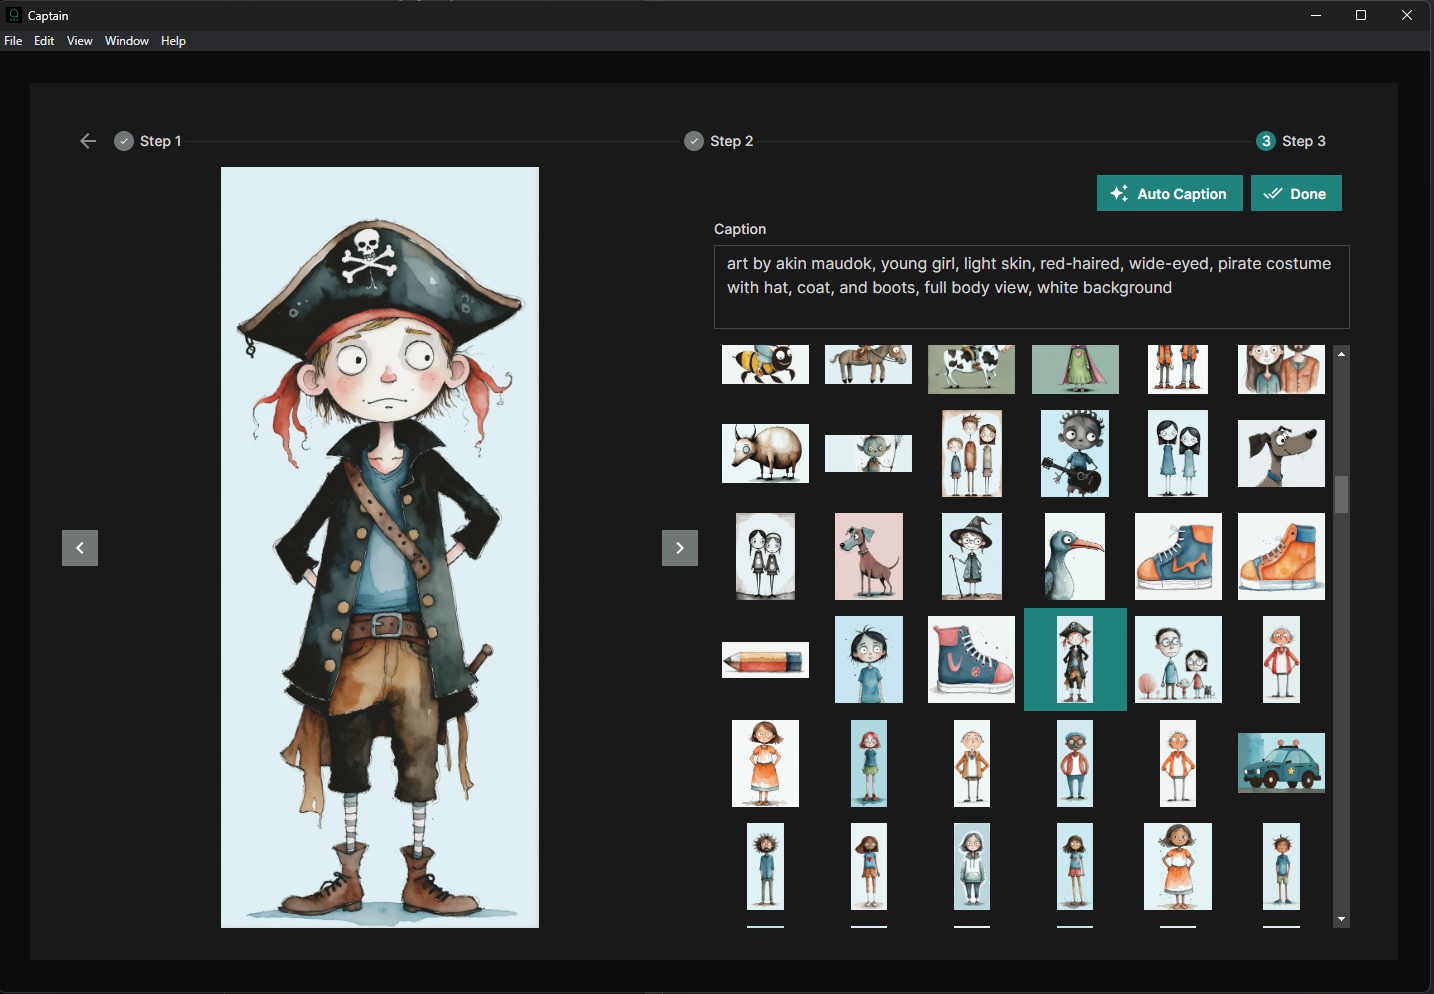 Captain
File Edit View Window Help
Step 1
Step 2
3 Step 3
Auto Caption
Done
Caption
art by akin maudok, young girl, light skin, red-haired, wide-eyed, pirate costume
with hat, coat, and boots, full body view, white background